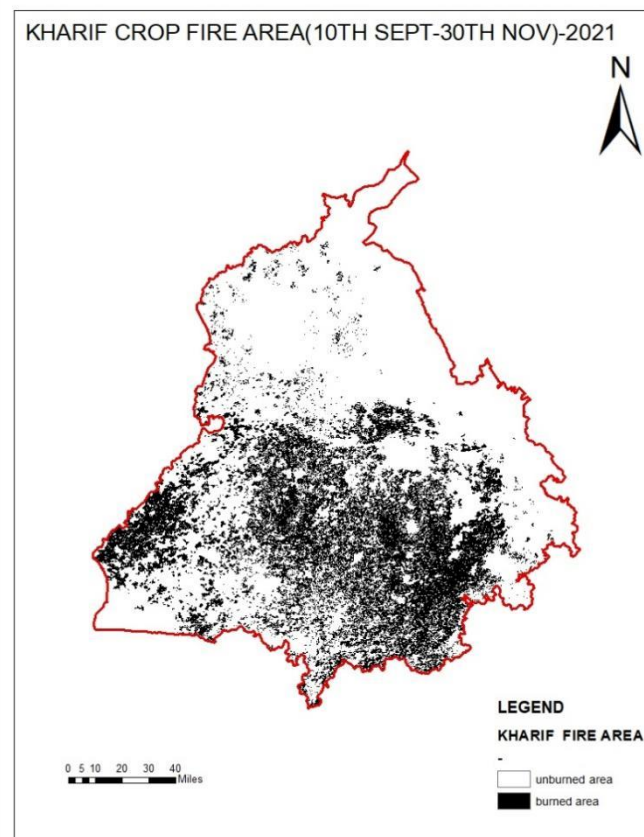 KHARIF CROP FIRE AREA(10TH SEPT-30TH NOV)-2021
N
LEGEND
KHARIF FIRE AREA
-
unburned area
burned area
0 5 10 20 30 40
Miles